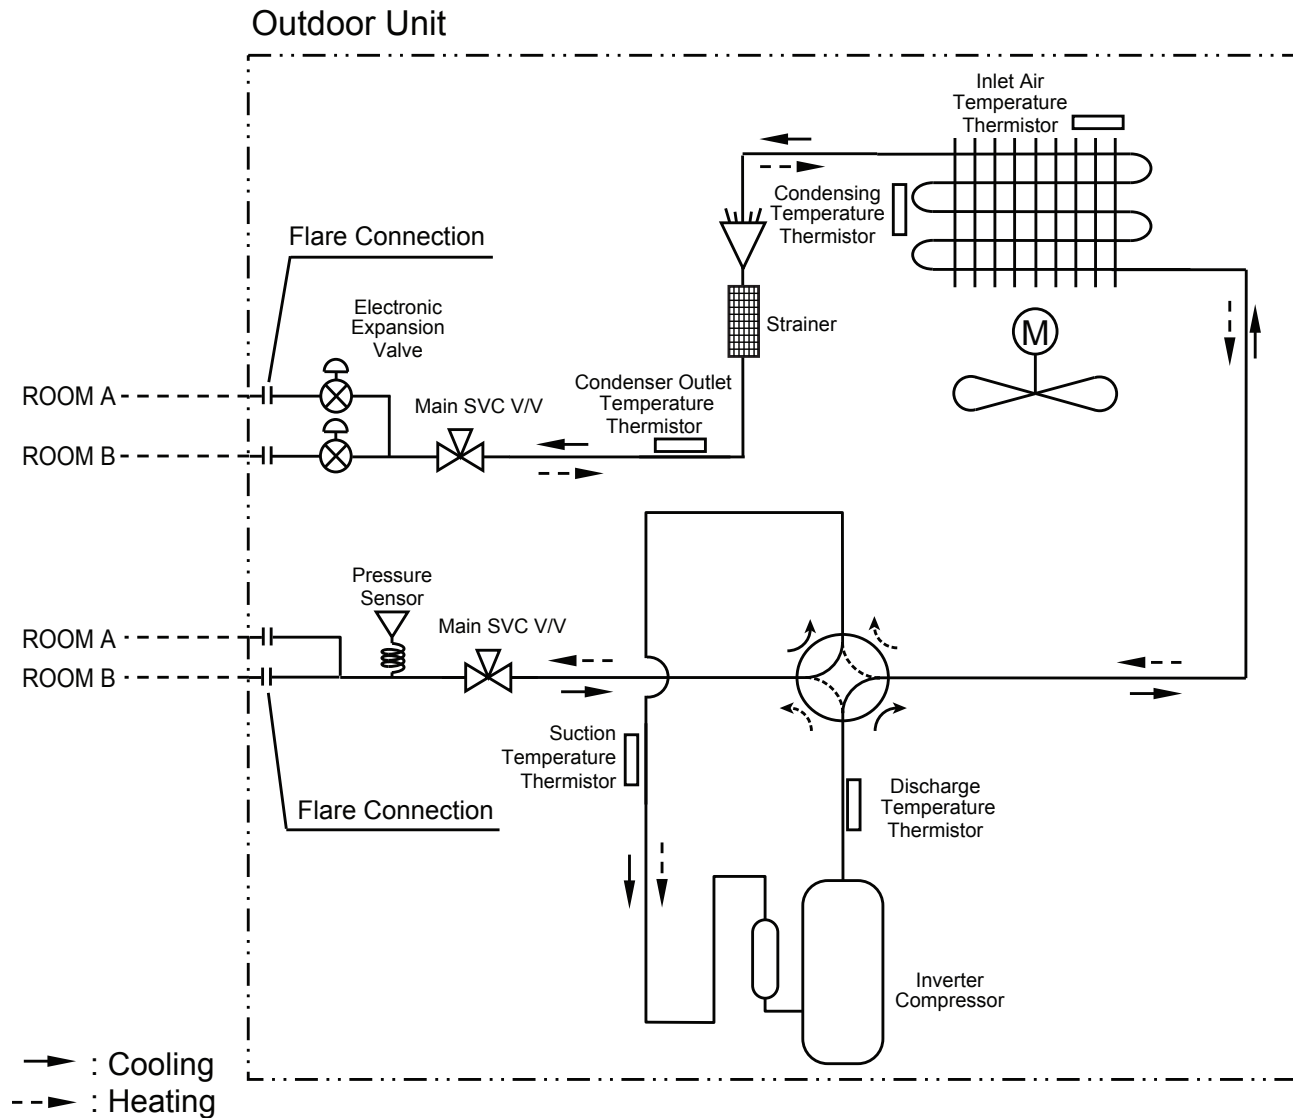 Outdoor Unit
Inlet Air
Temperature
Thermistor
Condensing
Temperature
Thermistor
Flare Connection
Electronic
Expansion
Valve
Strainer
M
ROOM A
Condenser Outlet
Temperature
Thermistor
Main SVC V/V
ROOM B
Pressure
Sensor
Main SVC V/V
ROOM A
ROOM B
Suction
Temperature
Thermistor
Discharge
Temperature
Thermistor
Flare Connection
Inverter
Compressor
: Cooling
: Heating